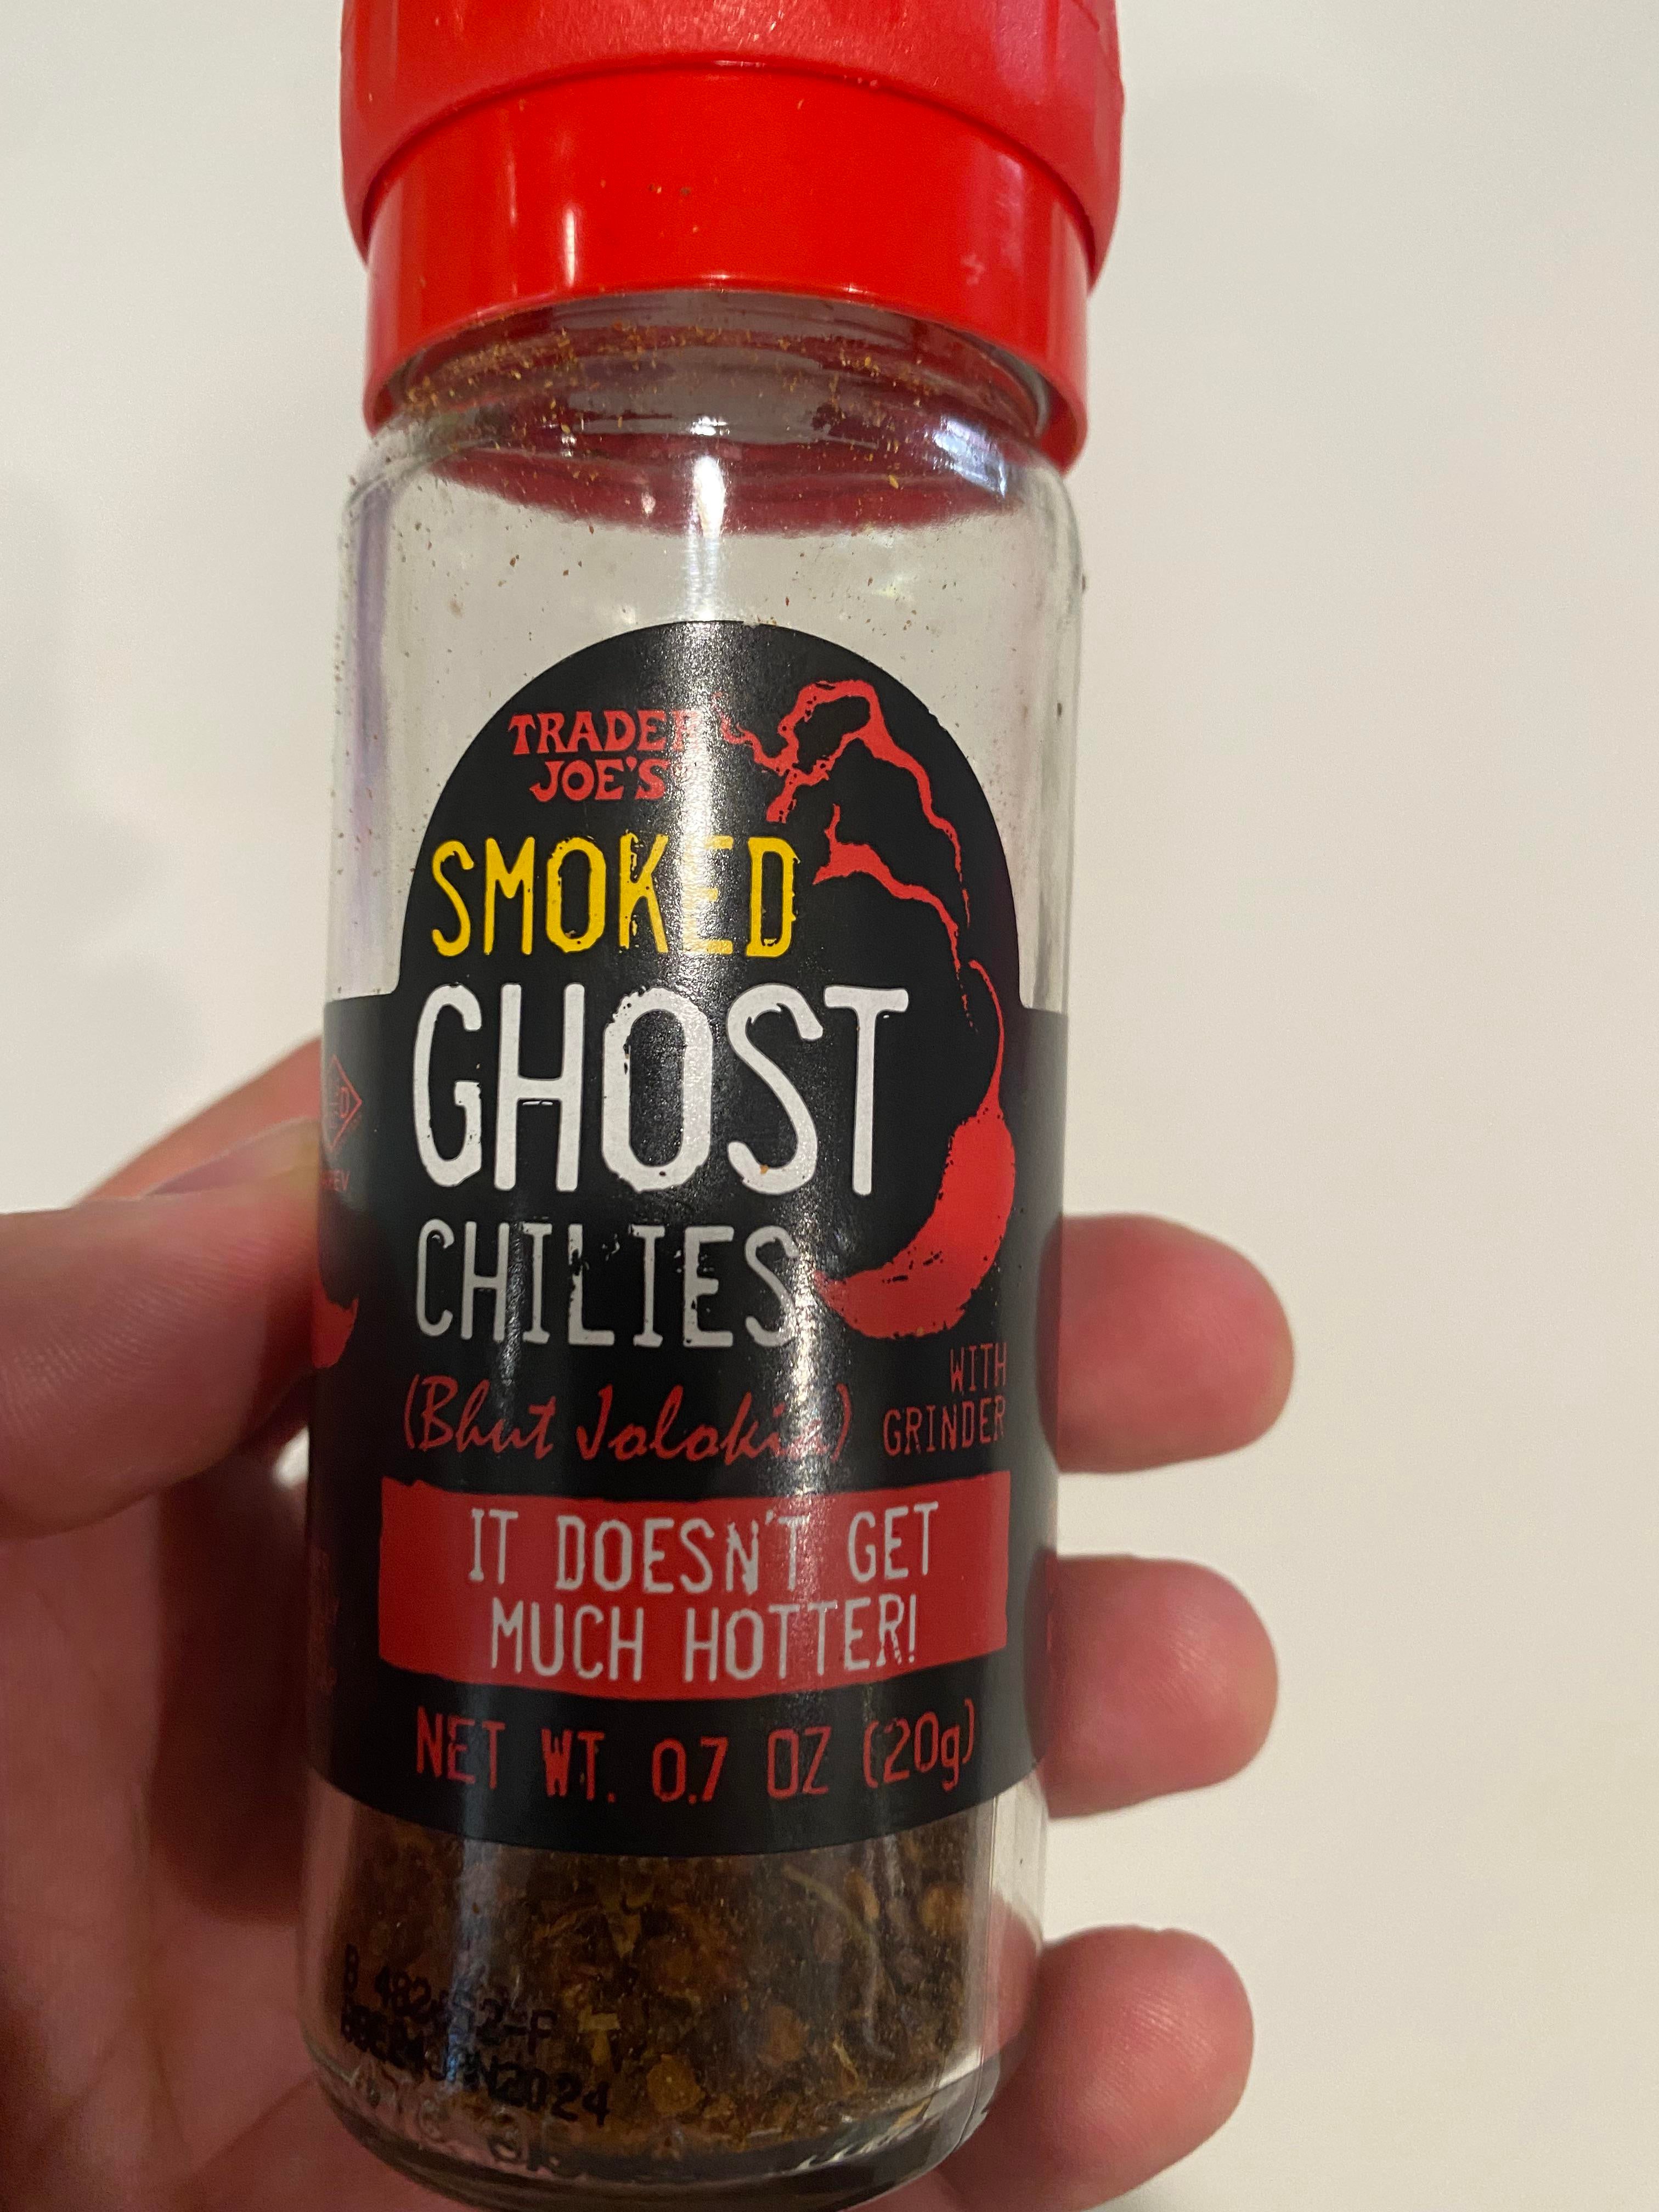 TRADER
JOE'S
SMOKED
GHOST
CHILIES
(Bhut Jolokia)
WITH
GRINDER
IT DOESN'T GET
MUCH HOTTER!
NET WT. 0.7 OZ (20g)